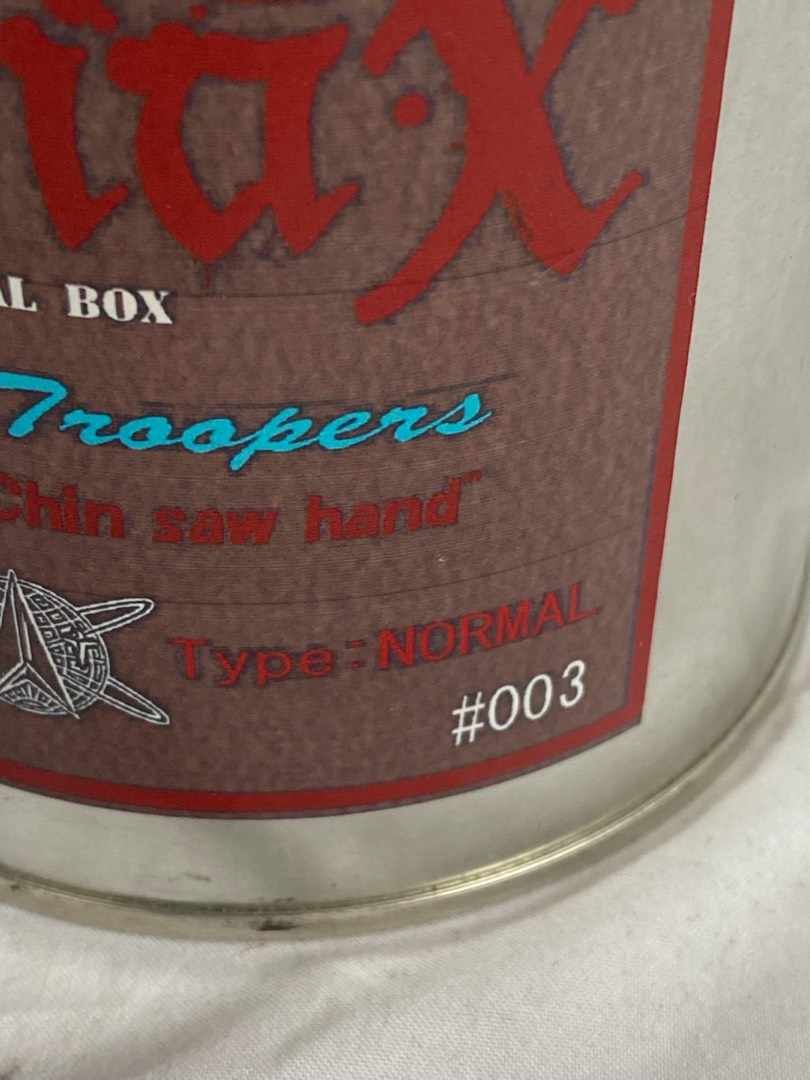 AL BOX
Troopers
Chin saw hand"
Type:NORMAL
#003